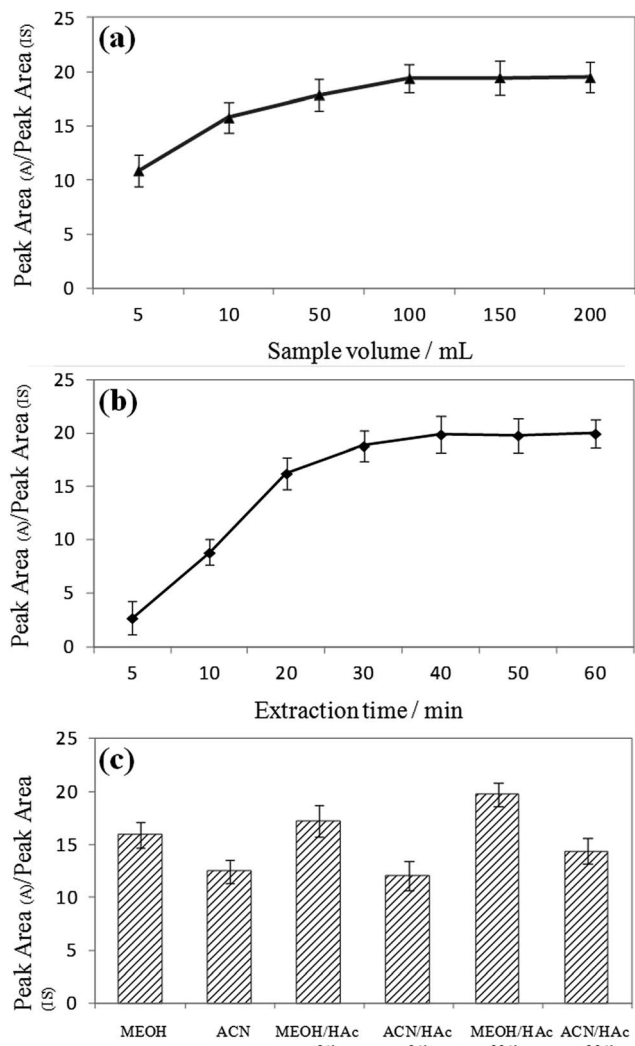 (a)
Peak Area (A)/Peak Area (IS)
25
20
15
10
5
0
5 10 50 100 150 200
Sample volume / mL
(b)
Peak Area (A)/Peak Area (IS)
25
20
15
10
5
0
5 10 20 30 40 50 60
Extraction time / min
(c)
Peak Area (A)/Peak Area
(IS)
25
20
15
10
5
0
MEOH ACN MEOH/HAc ACN/HAc MEOH/HAc ACN/HAc